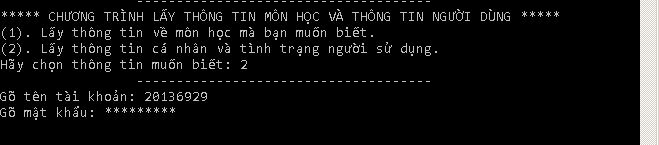 ------------------------------------
***** CHƯƠNG TRÌNH LẤY THÔNG TIN MÔN HỌC VÀ THÔNG TIN NGƯỜI DÙNG *****
(1). Lấy thông tin về môn học mà bạn muốn biết.
(2). Lấy thông tin cá nhân và tình trạng người sử dụng.
Hãy chọn thông tin muốn biết: 2
------------------------------------
Gõ tên tài khoản: 20136929
Gõ mật khẩu: *********